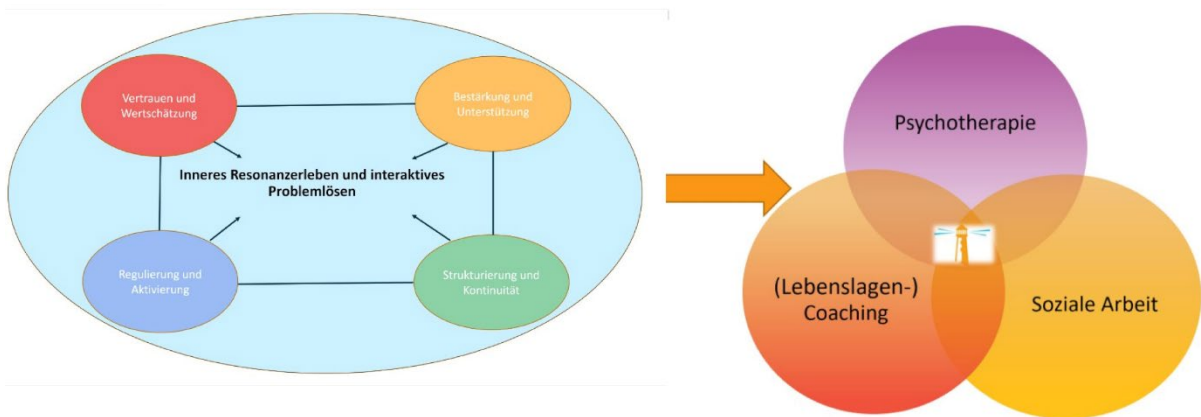 Vertrauen und
Wertschätzung
Bestärkung und
Unterstützung
Inneres Resonanzerleben und interaktives
Problemlösen
Regulierung und
Aktivierung
Strukturierung und
Kontinuität
Psychotherapie
(Lebenslagen-)
Coaching
Soziale Arbeit